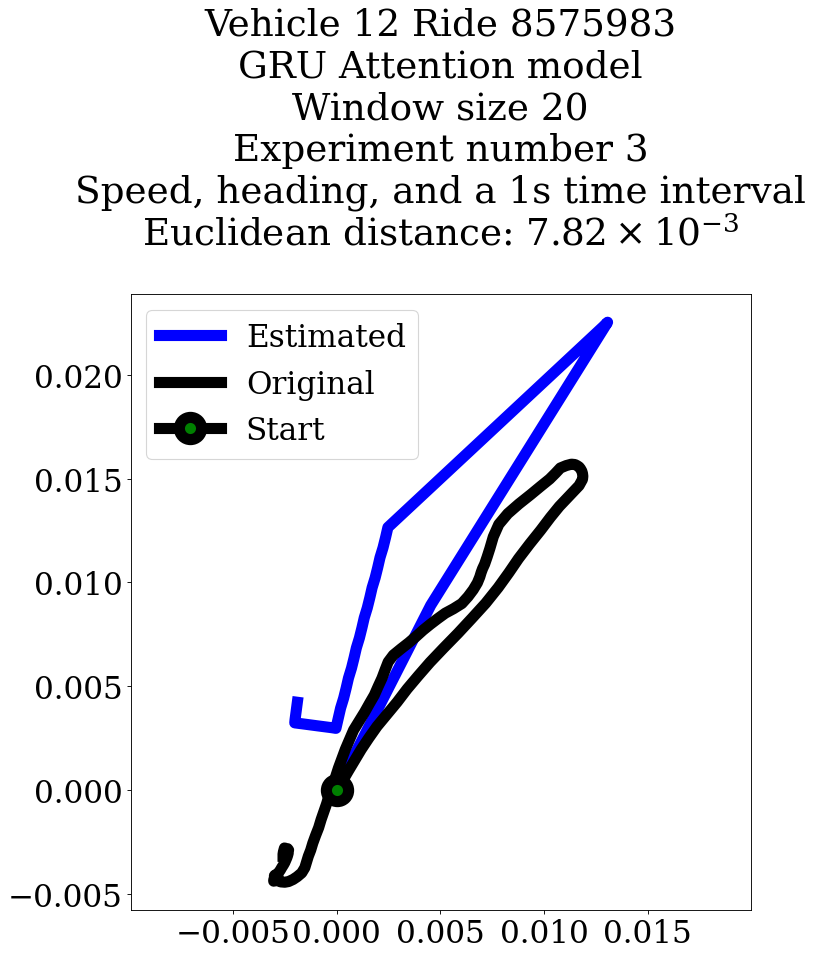 Vehicle 12 Ride 8575983
GRU Attention model
Window size 20
Experiment number 3
Speed, heading, and a 1s time interval
Euclidean distance: 7.82 × 10⁻³
Estimated
Original
Start
0.020
0.015
0.010
0.005
0.000
−0.005
−0.005 0.000 0.005 0.010 0.015